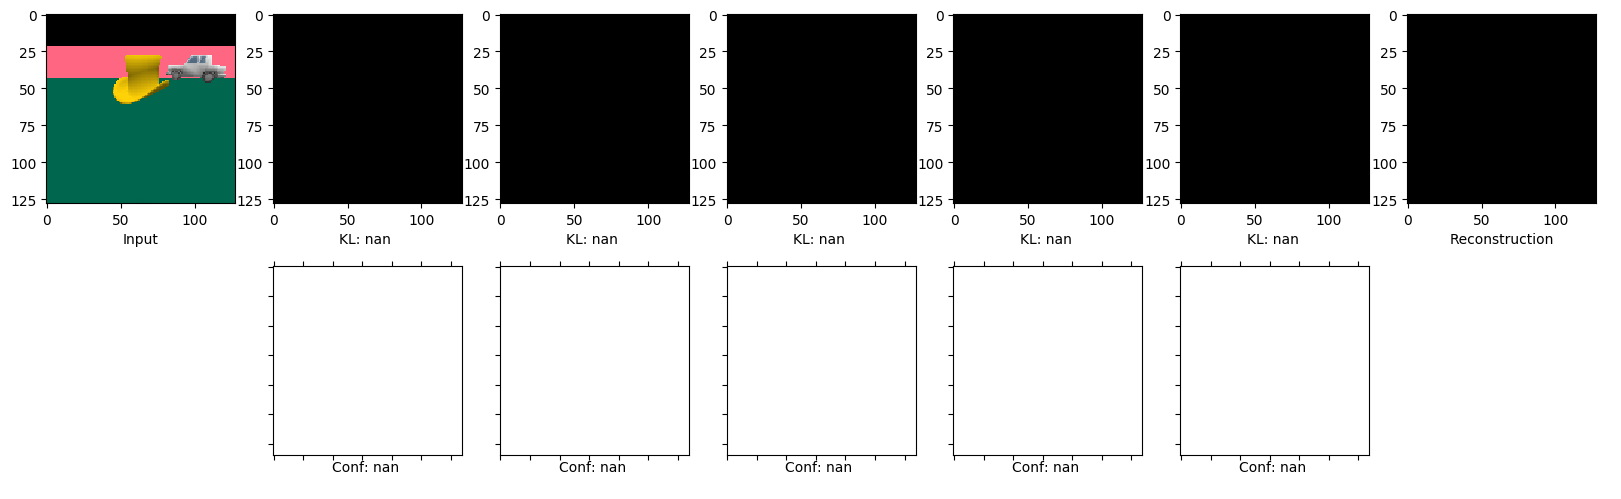 0 0 0 0 0 0 0
25 25 25 25 25 25 25
50 50 50 50 50 50 50
75 75 75 75 75 75 75
100 100 100 100 100 100 100
125 125 125 125 125 125 125
0 50 100 0 50 100 0 50 100 0 50 100 0 50 100 0 50 100 0 50 100
Input KL: nan KL: nan KL: nan KL: nan KL: nan Reconstruction
Conf: nan Conf: nan Conf: nan Conf: nan Conf: nan